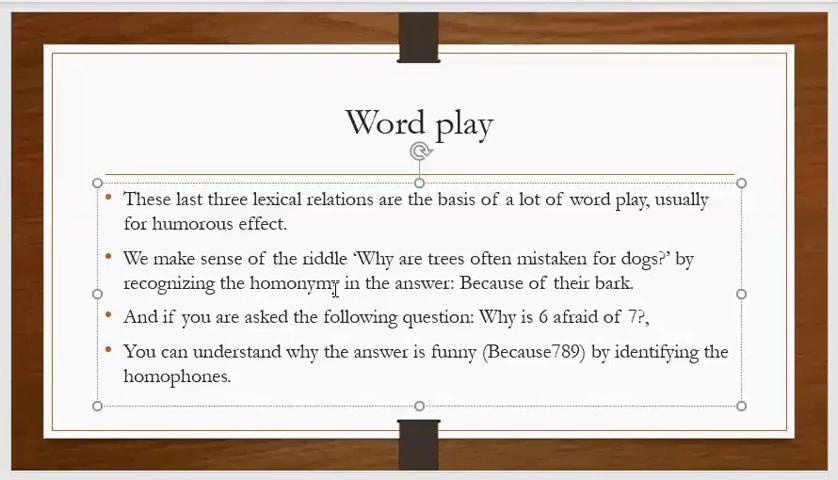 Word play
• These last three lexical relations are the basis of a lot of word play, usually
for humorous effect.
• We make sense of the riddle ‘Why are trees often mistaken for dogs?’ by
recognizing the homonymy in the answer: Because of their bark.
• And if you are asked the following question: Why is 6 afraid of 7?,
• You can understand why the answer is funny (Because789) by identifying the
homophones.